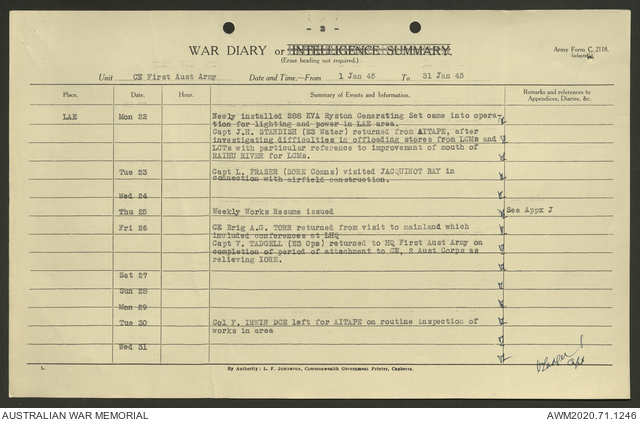 - 3 -
WAR DIARY or INTELLIGENCE SUMMARY.
(Erase heading not required.)
Army Form C. 2118.
(adapted)
Unit CE First Aust Army Date and Time.—From 1 Jan 45 To 31 Jan 45
Place. Date. Hour. Summary of Events and Information. Remarks and references to Appendices, Diaries, &c.
LAE Mon 22 Newly installed 288 KVA Ryston Generating Set came into opera-
tion for lighting and power in LAE area.
Capt J.H. STANDISH (E3 Water) returned from AITAPE, after
investigating difficulties in offloading stores from LCMs and
LCTs with particular reference to improvement of mouth of
RAIHU RIVER for LCMs.
Tue 23 Capt L. FRASER (SOME Comns) visited JACQUINOT BAY in
connection with airfield construction.
Wed 24
Thu 25 Weekly Works Resume issued See Appx J
Fri 26 CE Brig A.G. TORR returned from visit to mainland which
included conferences at LHQ
Capt V. TADGELL (E3 Ops) returned to HQ First Aust Army on
completion of period of attachment to CE, 2 Aust Corps as
relieving IORE.
Sat 27
Sun 28
Mon 29
Tue 30 Col F. IRWIN DCE left for AITAPE on routine inspection of
works in area
Wed 31
Capt
L. By Authority: L. F. Johnston, Commonwealth Government Printer, Canberra.
AUSTRALIAN WAR MEMORIAL AWM2020.71.1246